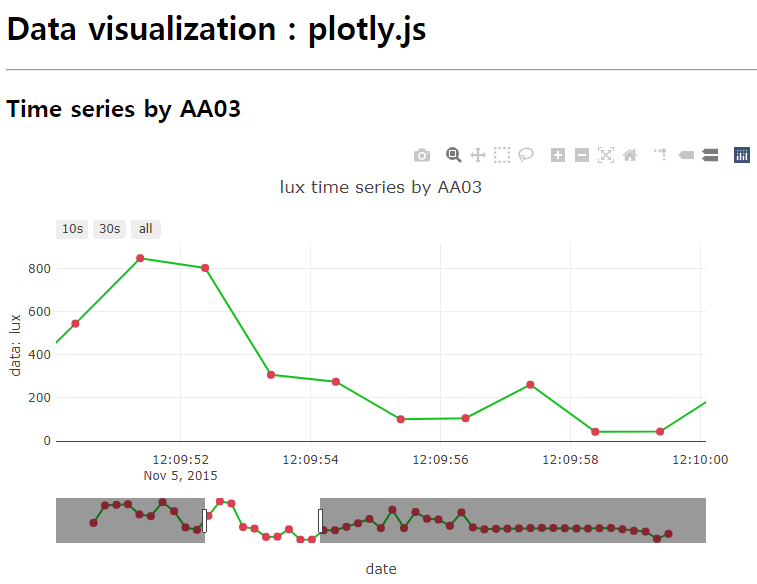 Data visualization : plotly.js
Time series by AA03
lux time series by AA03
10s 30s all
800
600
400
200
0
data: lux
12:09:52 12:09:54 12:09:56 12:09:58 12:10:00
Nov 5, 2015
date